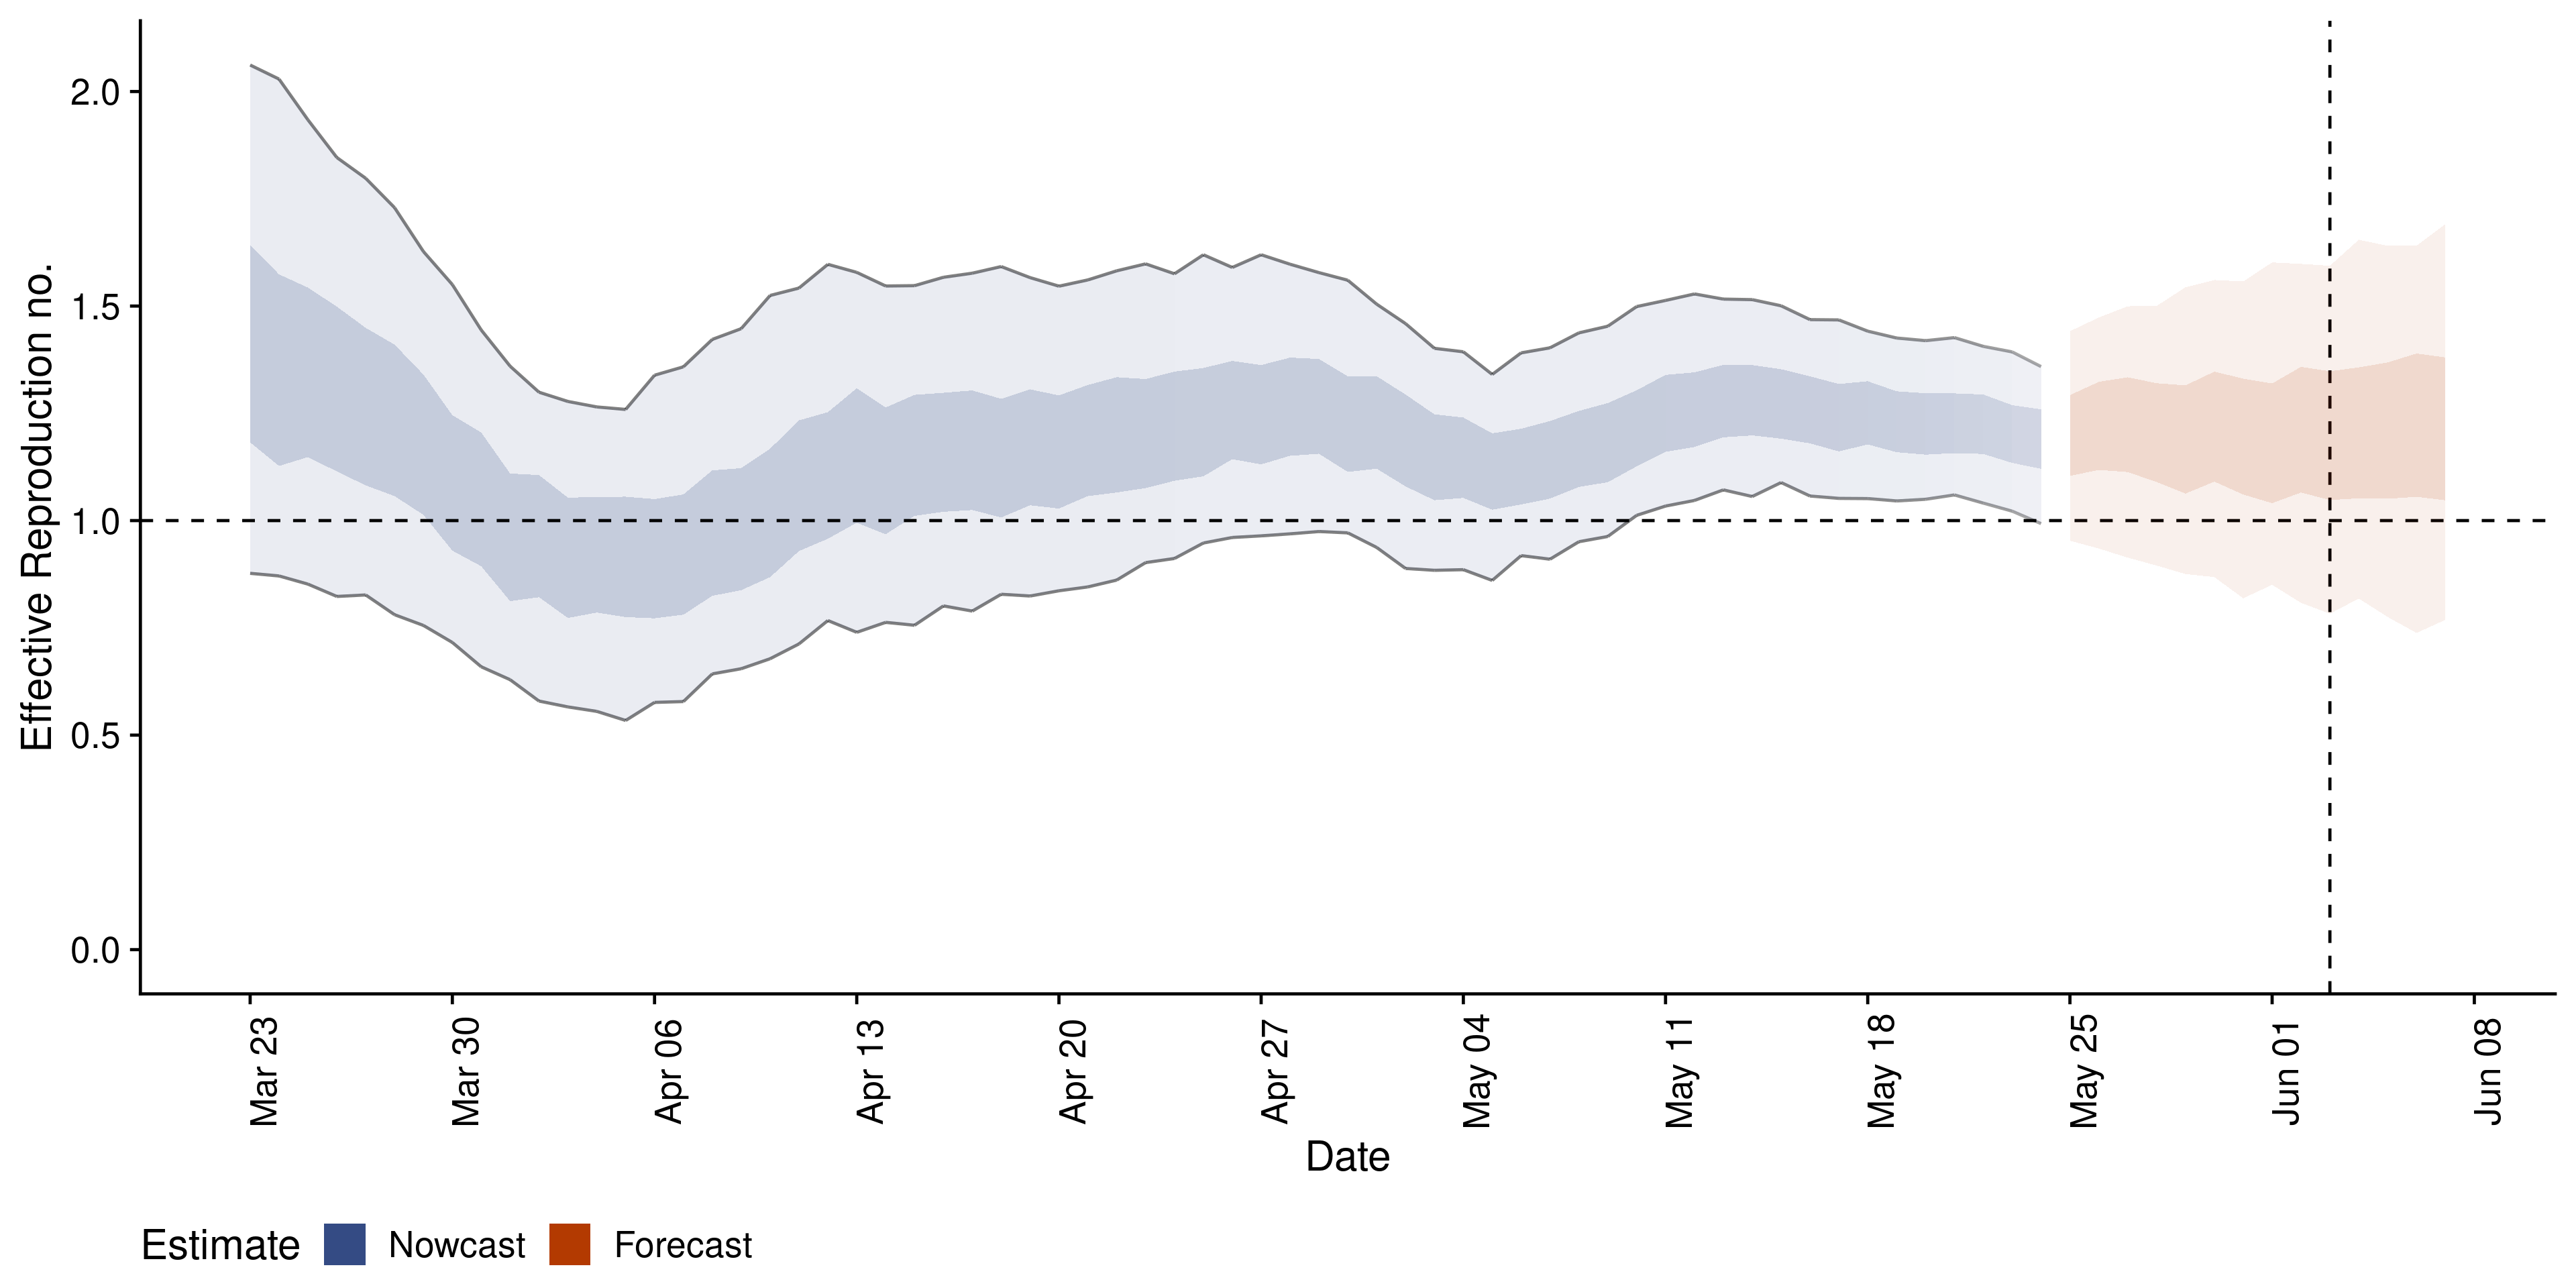 Effective Reproduction no.
2.0
1.5
1.0
0.5
0.0
Mar 23
Mar 30
Apr 06
Apr 13
Apr 20
Apr 27
May 04
May 11
May 18
May 25
Jun 01
Jun 08
Date
Estimate Nowcast Forecast